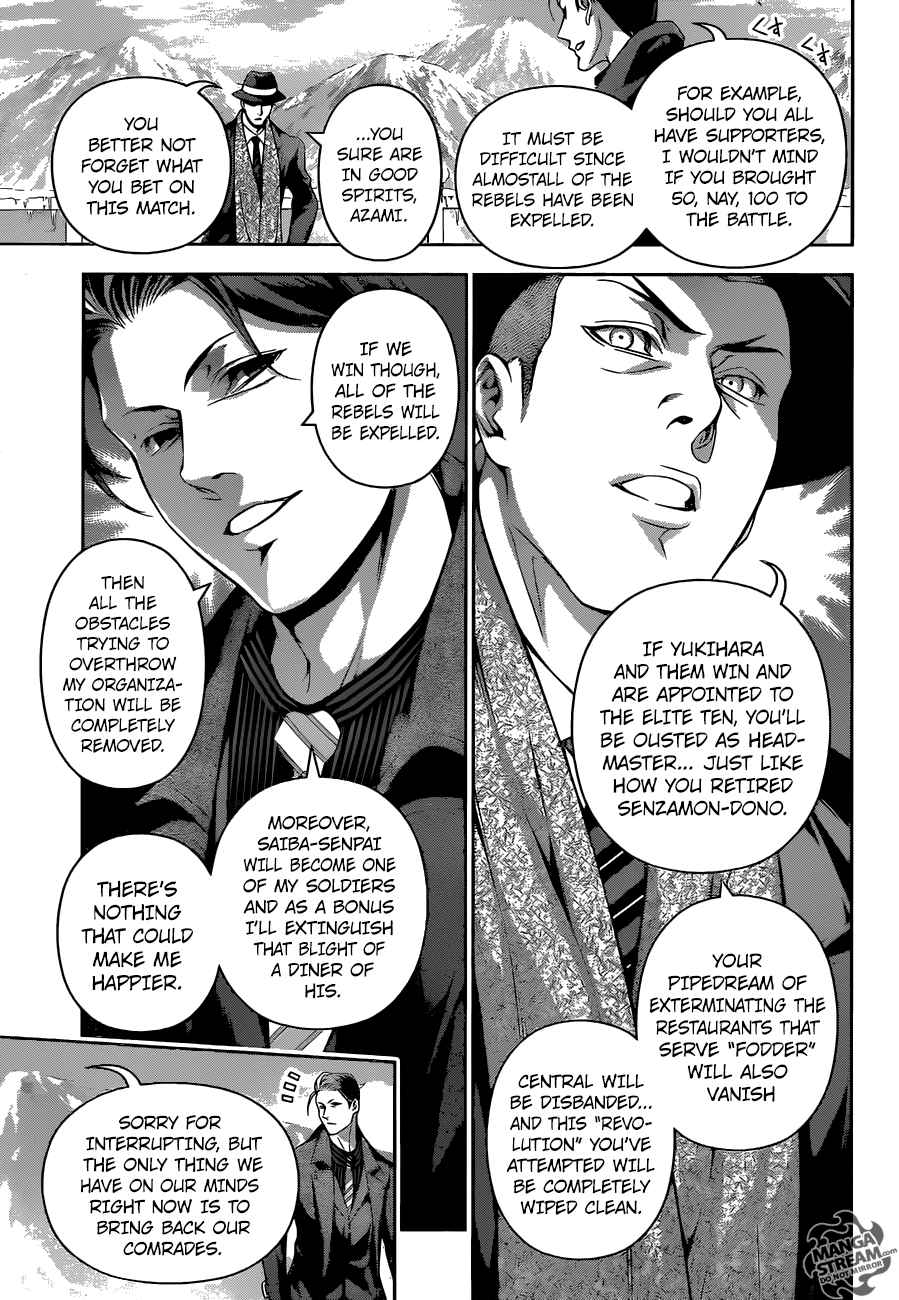 くす
くす
FOR EXAMPLE,
SHOULD YOU ALL
HAVE SUPPORTERS,
I WOULDN'T MIND
IF YOU BROUGHT
50, NAY, 100 TO
THE BATTLE.
IT MUST BE
DIFFICULT SINCE
ALMOSTALL OF THE
REBELS HAVE BEEN
EXPELLED.
...YOU
SURE ARE
IN GOOD
SPIRITS,
AZAMI.
YOU
BETTER NOT
FORGET WHAT
YOU BET ON
THIS MATCH.
IF YUKIHARA
AND THEM WIN AND
ARE APPOINTED TO
THE ELITE TEN, YOU'LL
BE OUSTED AS HEAD-
MASTER... JUST LIKE
HOW YOU RETIRED
SENZAMON-DONO.
YOUR
PIPEDREAM OF
EXTERMINATING THE
RESTAURANTS THAT
SERVE "FODDER"
WILL ALSO
VANISH
CENTRAL WILL
BE DISBANDED...
AND THIS "REVO-
LUTION" YOU'VE
ATTEMPTED WILL
BE COMPLETELY
WIPED CLEAN.
IF WE
WIN THOUGH,
ALL OF THE
REBELS WILL
BE EXPELLED.
THEN
ALL THE
OBSTACLES
TRYING TO
OVERTHROW
MY ORGANIZA-
TION WILL BE
COMPLETELY
REMOVED.
MOREOVER,
SAIBA-SENPAI
WILL BECOME ONE
OF MY SOLDIERS
AND AS A BONUS
I'LL EXTINGUISH
THAT BLIGHT OF
A DINER OF
HIS.
THERE'S
NOTHING
THAT COULD
MAKE ME
HAPPIER.
SORRY FOR
INTERRUPTING, BUT
THE ONLY THING WE
HAVE ON OUR MINDS
RIGHT NOW IS TO
BRING BACK OUR
COMRADES.
MANGA
STREAM.COM
DO NOT MIRROR